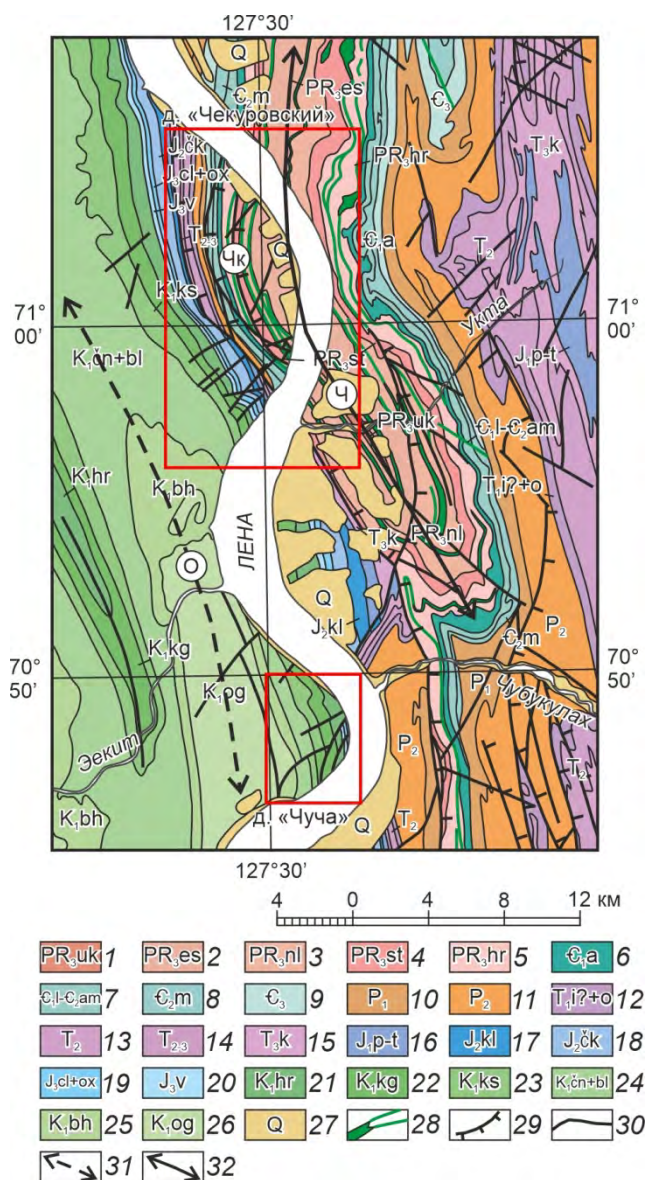 127°30’
Q
Є₂m
PR₃es
Є₃
д. «Чекуровский»
PR₃hr
T₃k
J₂čk
J₃cl+ox
J₃v
T₂₋₃
Чк
Q
Є₁a
T₂
Укта
K₁ks
71°
00’
71°
00’
K₁čn+bl
PR₃st
J₁p-t
Ч
PR₃uk
Є₁l-Є₂am
K₁hr
K₁bh
T₁i?+o
ЛЕНА
T₃k
PR₃nl
О
Q
J₂kl
P₂
Є₂m
K₁kg
70°
50’
70°
50’
K₁og
P₁
Чубукулах
Эекит
P₂
T₂
K₁bh
д. «Чуча»
Q
T₂
127°30’
4 0 4 8 12 км
PR₃uk 1 PR₃es 2 PR₃nl 3 PR₃st 4 PR₃hr 5 Є₁a 6
Є₁l-Є₂am 7 Є₂m 8 Є₃ 9 P₁ 10 P₂ 11 T₁i?+o 12
T₂ 13 T₂₋₃ 14 T₃k 15 J₁p-t 16 J₂kl 17 J₂čk 18
J₃cl+ox 19 J₃v 20 K₁hr 21 K₁kg 22 K₁ks 23 K₁čn+bl 24
K₁bh 25 K₁og 26 Q 27 28 29 30
31 32